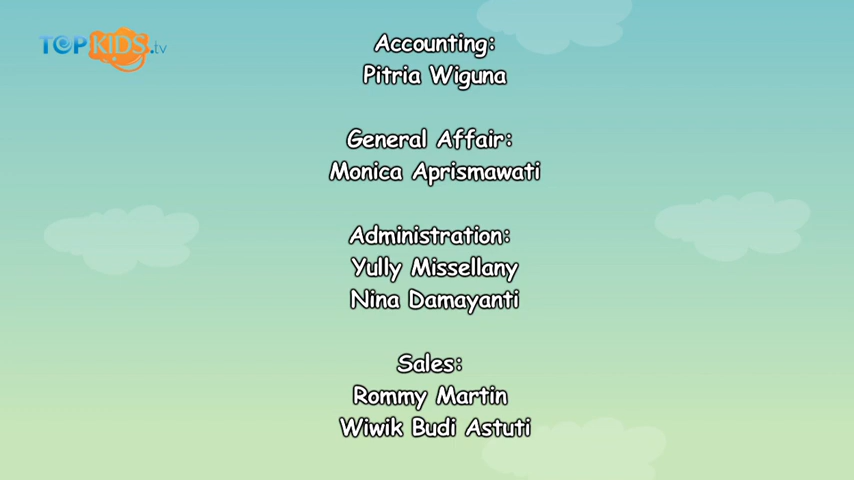 TOPKIDS.tv
Accounting:
Pitria Wiguna
General Affair:
Monica Aprismawati
Administration:
Yully Missellany
Nina Damayanti
Sales:
Rommy Martin
Wiwik Budi Astuti